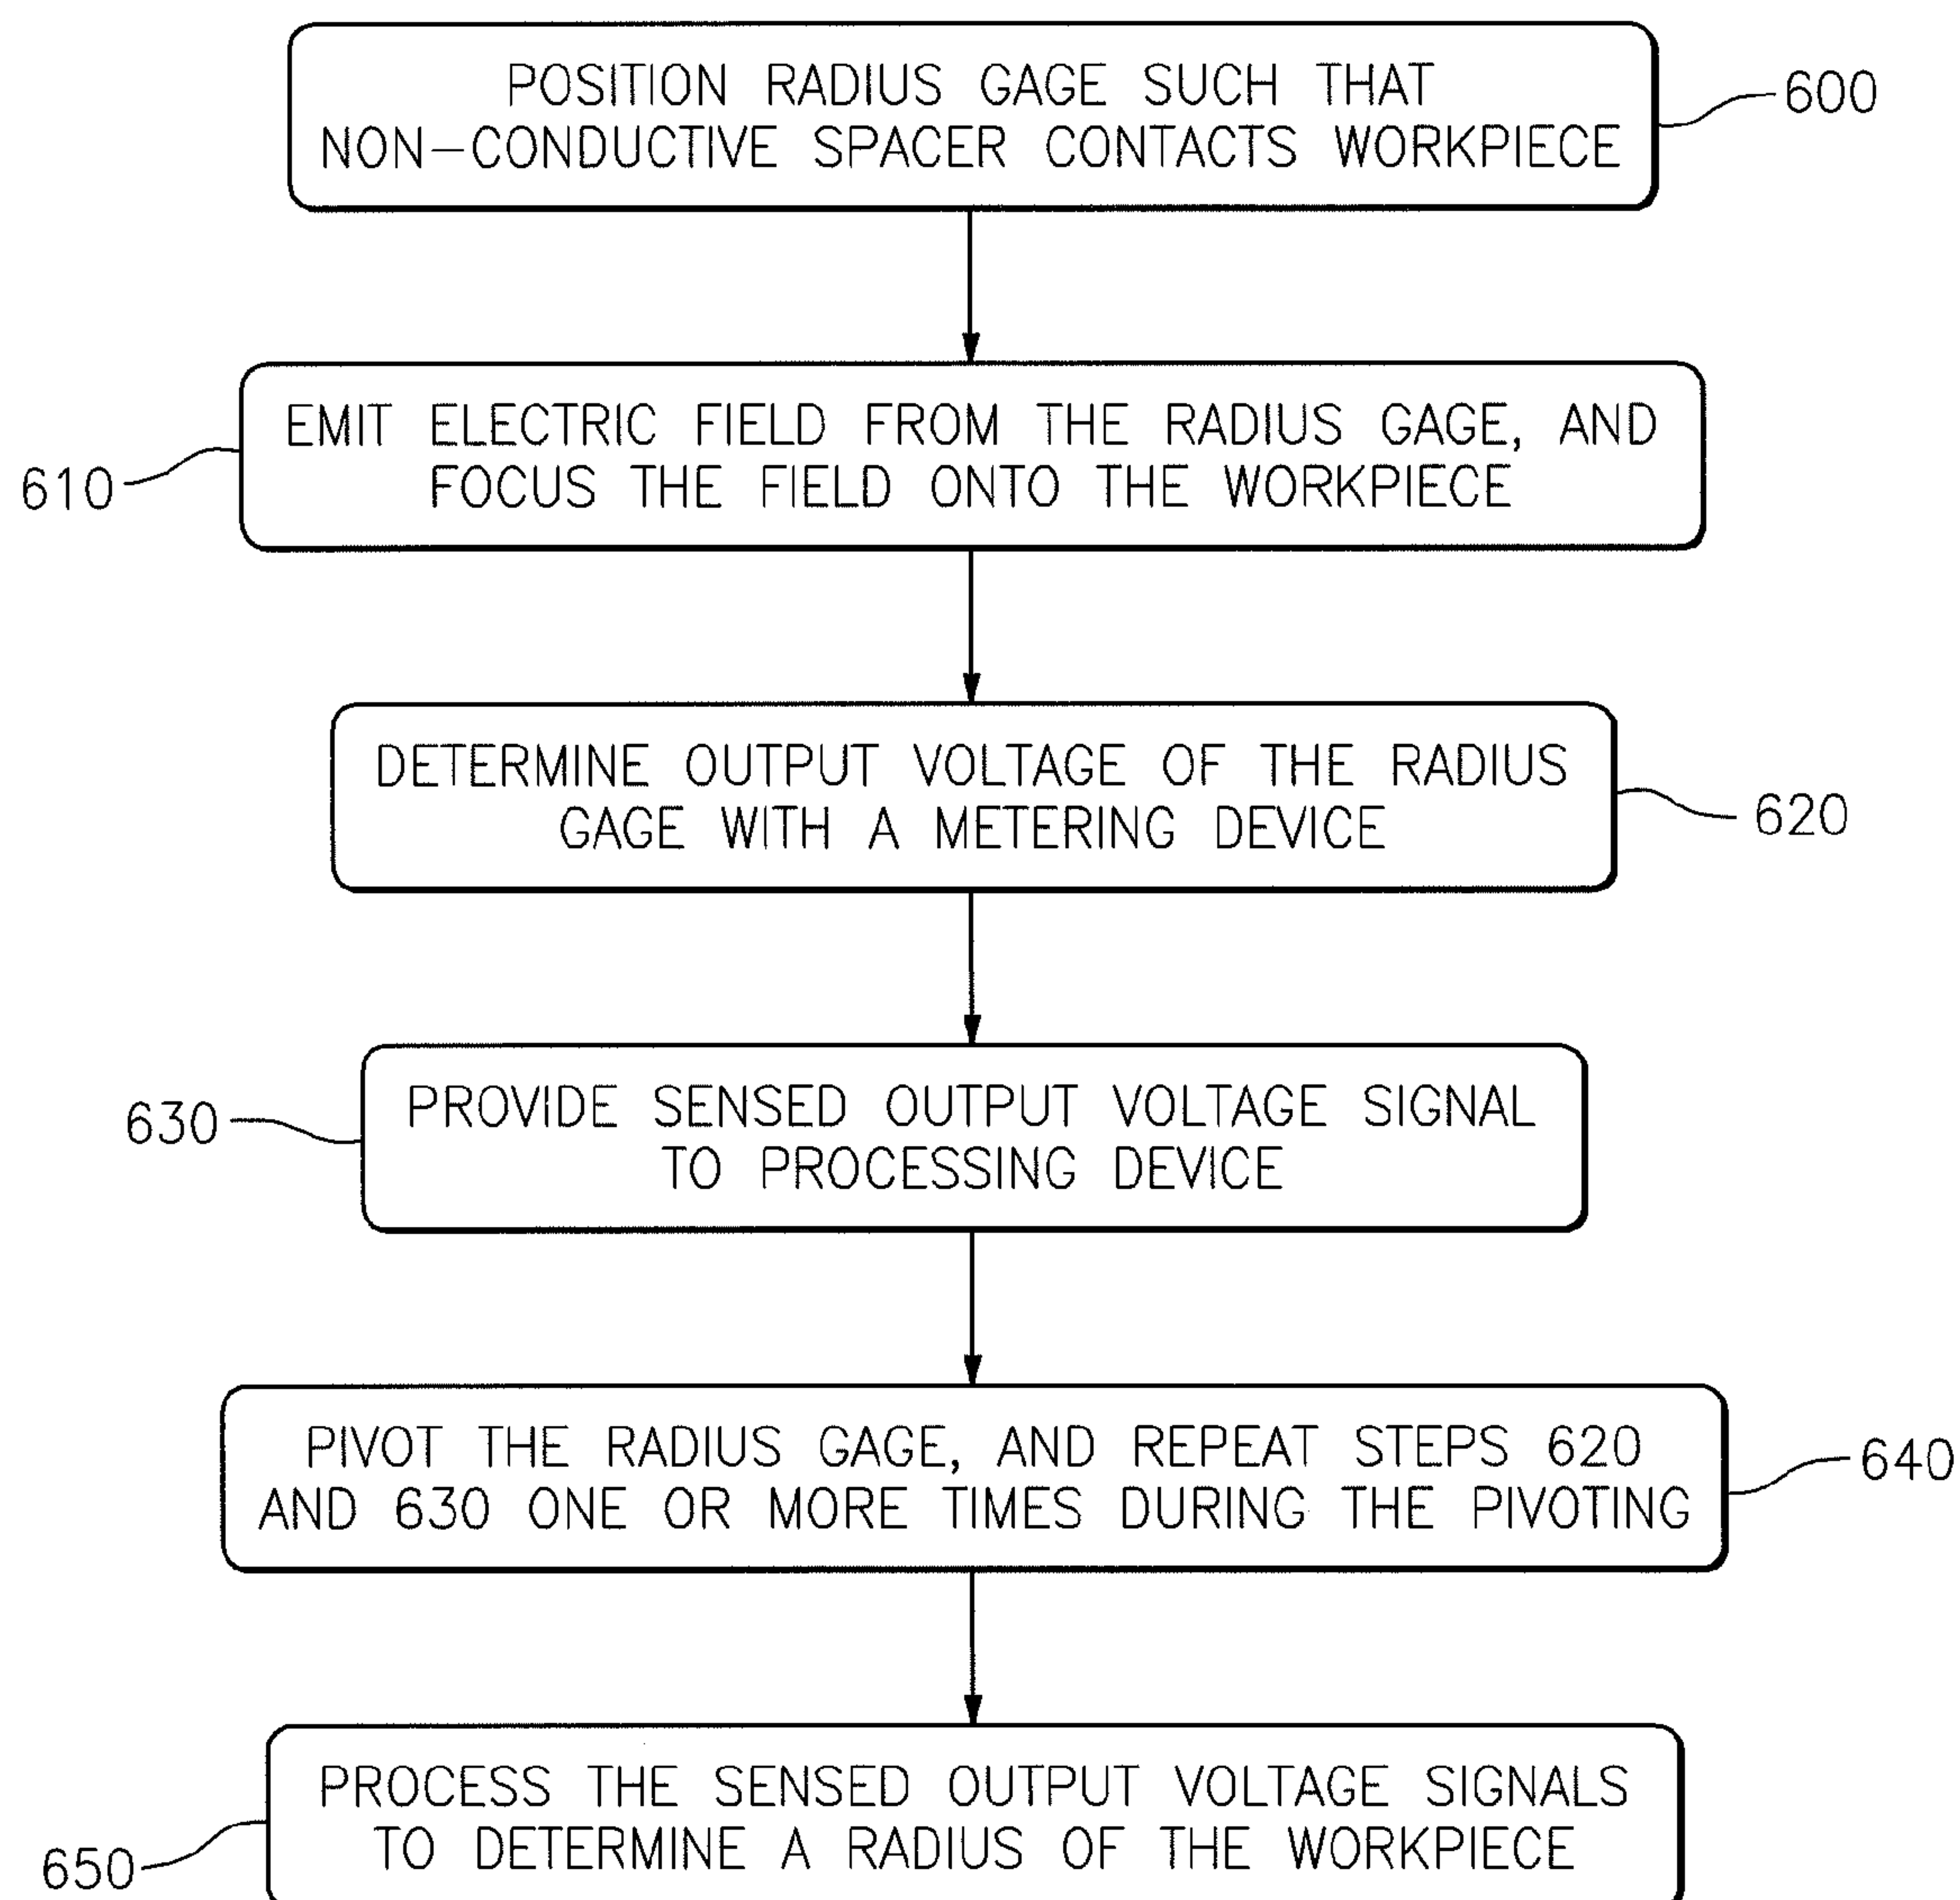 POSITION RADIUS GAGE SUCH THAT
NON-CONDUCTIVE SPACER CONTACTS WORKPIECE
600
EMIT ELECTRIC FIELD FROM THE RADIUS GAGE, AND
FOCUS THE FIELD ONTO THE WORKPIECE
610
DETERMINE OUTPUT VOLTAGE OF THE RADIUS
GAGE WITH A METERING DEVICE
620
PROVIDE SENSED OUTPUT VOLTAGE SIGNAL
TO PROCESSING DEVICE
630
PIVOT THE RADIUS GAGE, AND REPEAT STEPS 620
AND 630 ONE OR MORE TIMES DURING THE PIVOTING
640
PROCESS THE SENSED OUTPUT VOLTAGE SIGNALS
TO DETERMINE A RADIUS OF THE WORKPIECE
650